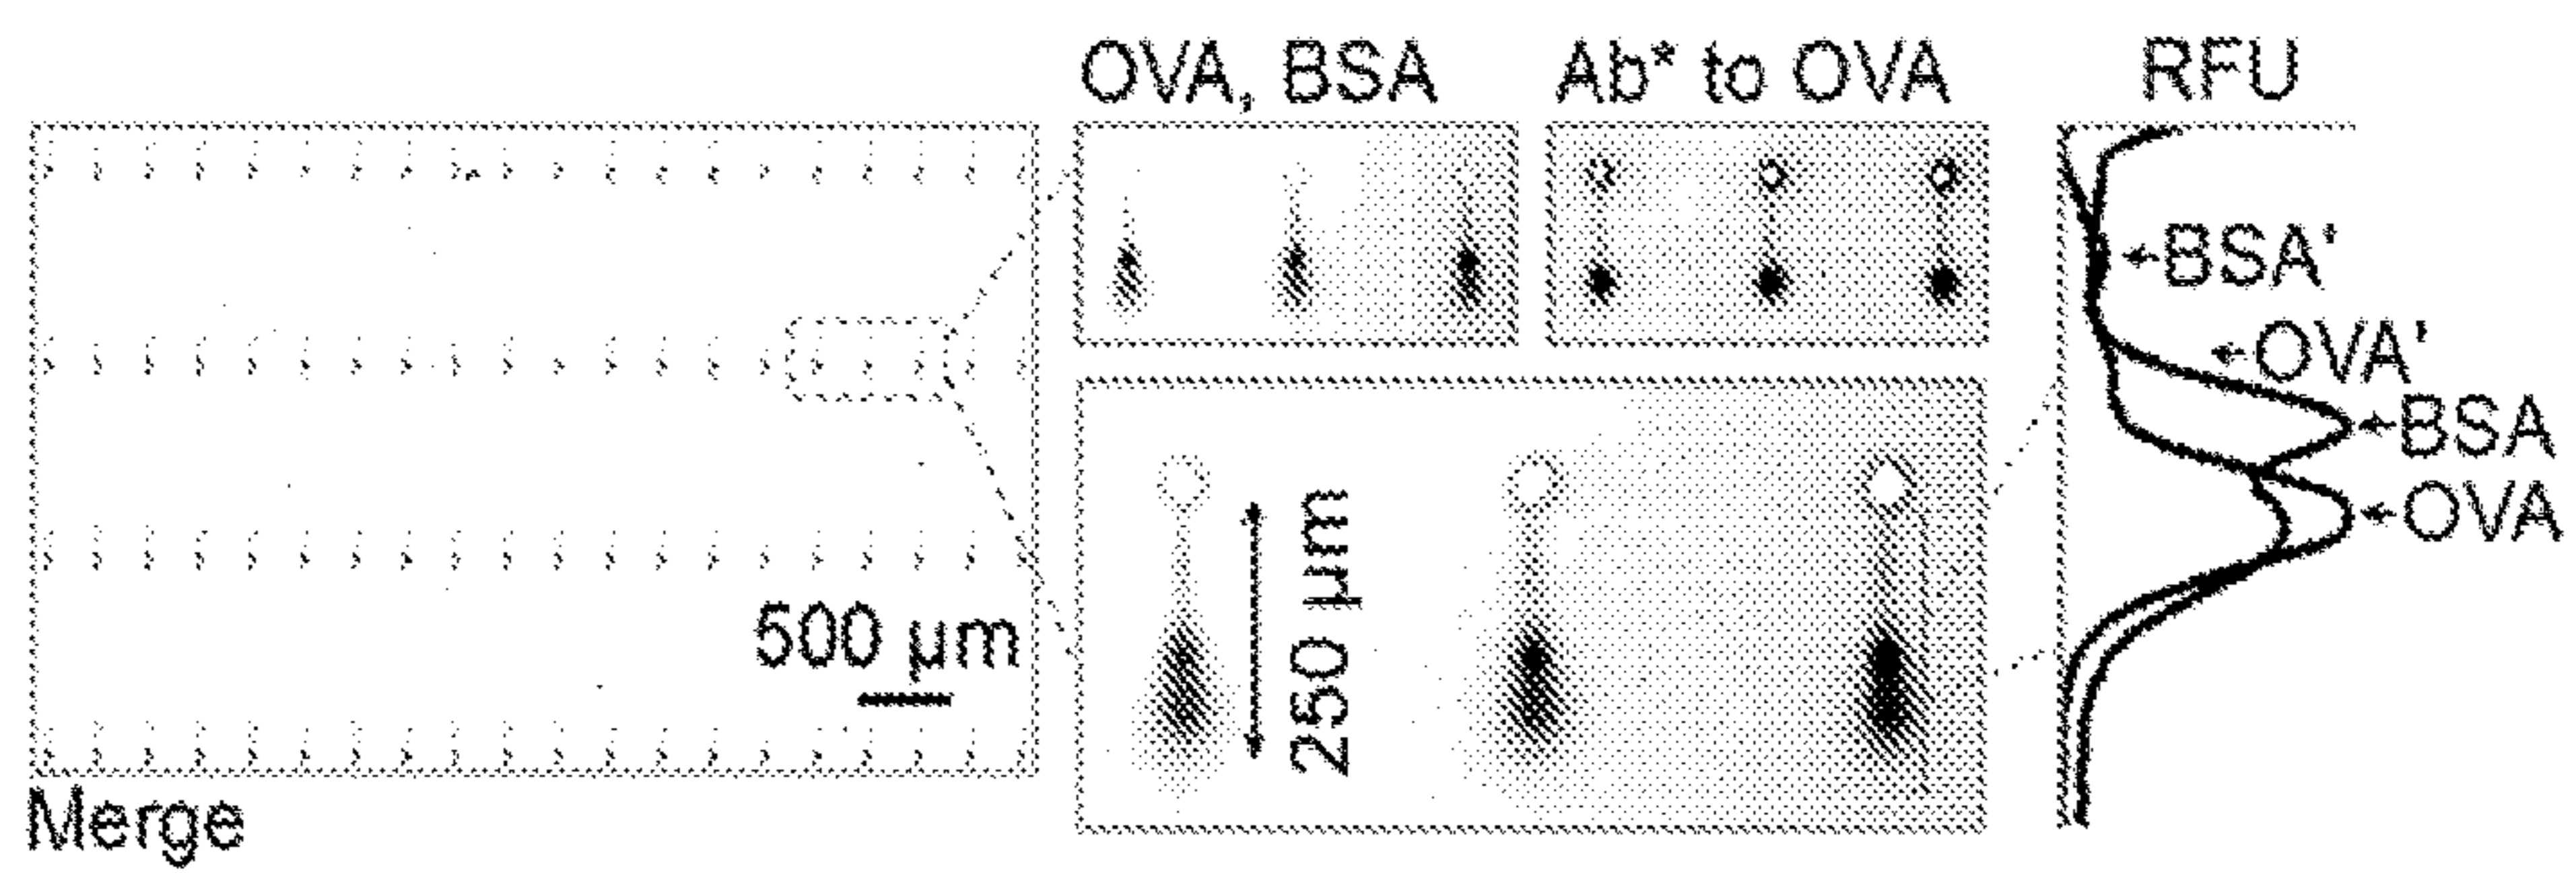 OVA, BSA
Ab* to OVA
RFU
BSA'
OVA'
BSA
OVA
500 µm
250 µm
Merge